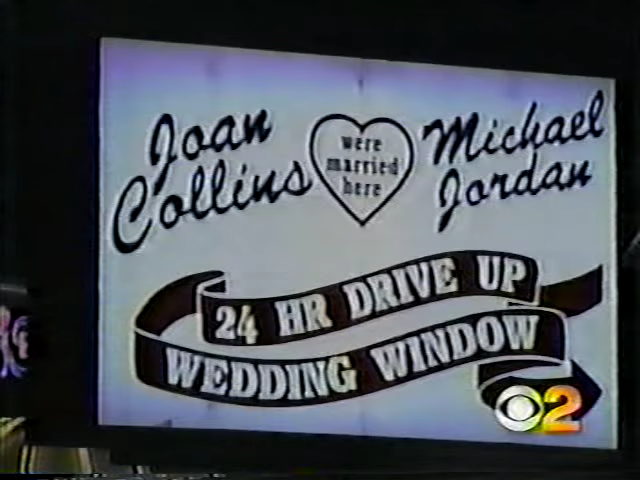 Joan
Collins
were
married
here
Michael
Jordan
24 HR DRIVE UP
WEDDING WINDOW
2